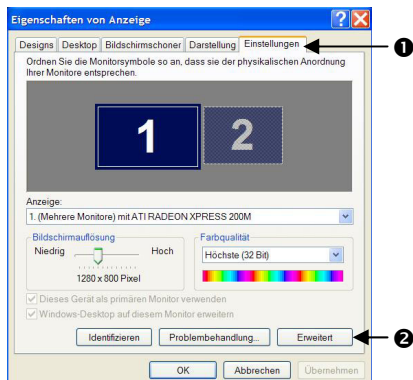 Eigenschaften von Anzeige
Designs Desktop Bildschirmschoner Darstellung Einstellungen
❶
Ordnen Sie die Monitorsymbole so an, dass sie der physikalischen Anordnung
Ihrer Monitore entsprechen.
1 2
Anzeige:
1. (Mehrere Monitore) mit ATI RADEON XPRESS 200M
Bildschirmauflösung Farbqualität
Niedrig Hoch Höchste (32 Bit)
1280 x 800 Pixel
Dieses Gerät als primären Monitor verwenden
Windows-Desktop auf diesem Monitor erweitern
Identifizieren Problembehandlung... Erweitert
❷
OK Abbrechen Übernehmen